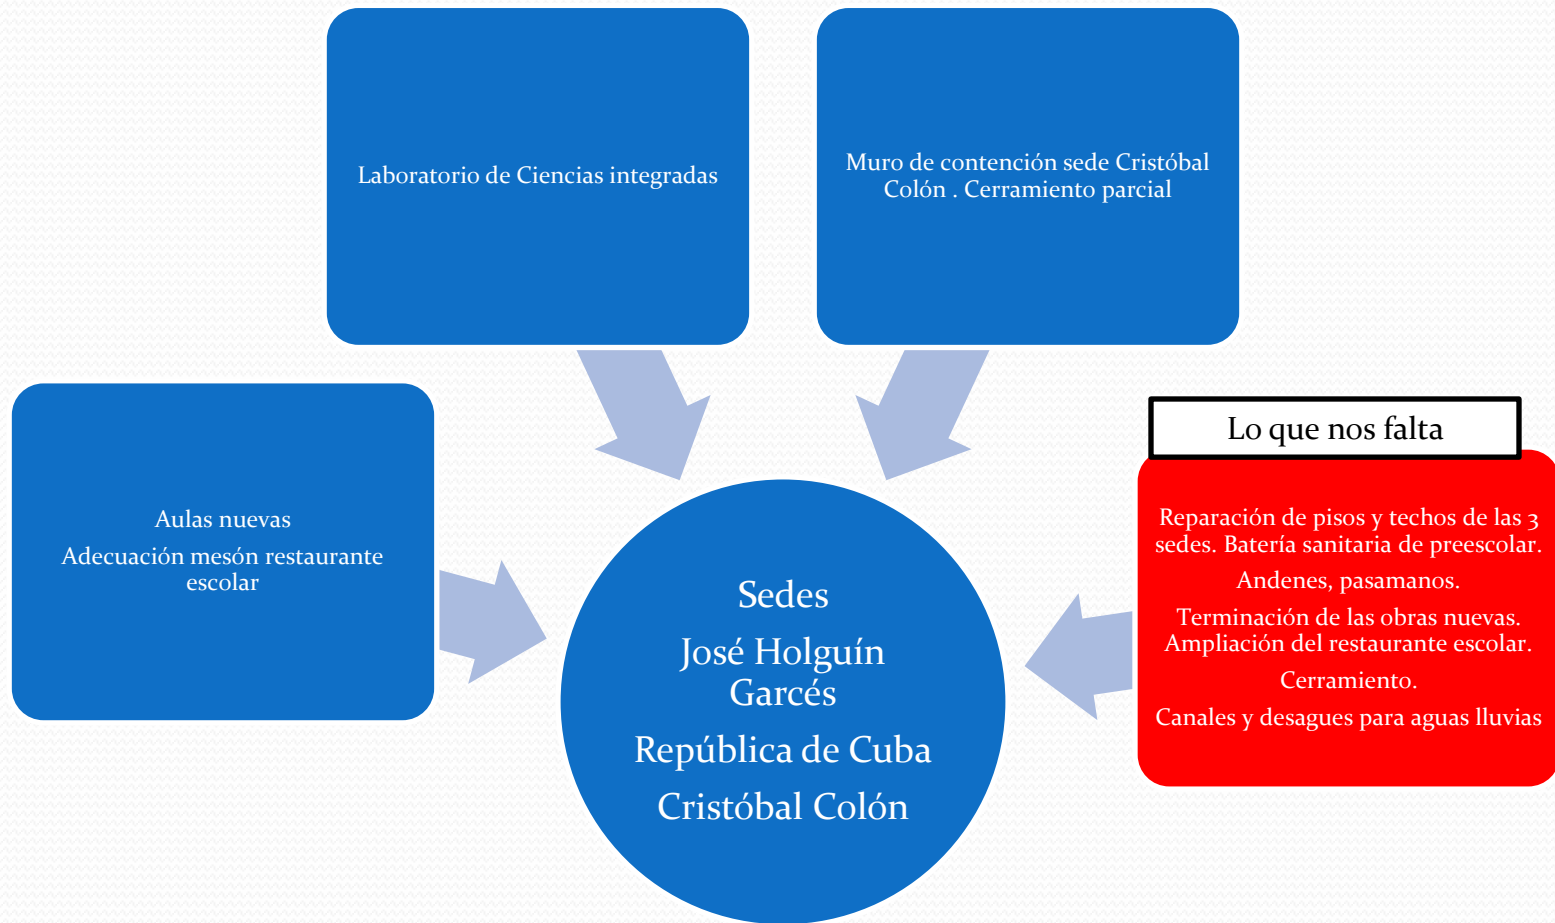 Laboratorio de Ciencias integradas
Muro de contención sede Cristóbal
Colón . Cerramiento parcial
Aulas nuevas
Adecuación mesón restaurante
escolar
Lo que nos falta
Reparación de pisos y techos de las 3
sedes. Batería sanitaria de preescolar.
Andenes, pasamanos.
Terminación de las obras nuevas.
Ampliación del restaurante escolar.
Cerramiento.
Canales y desagues para aguas lluvias
Sedes
José Holguín
Garcés
República de Cuba
Cristóbal Colón